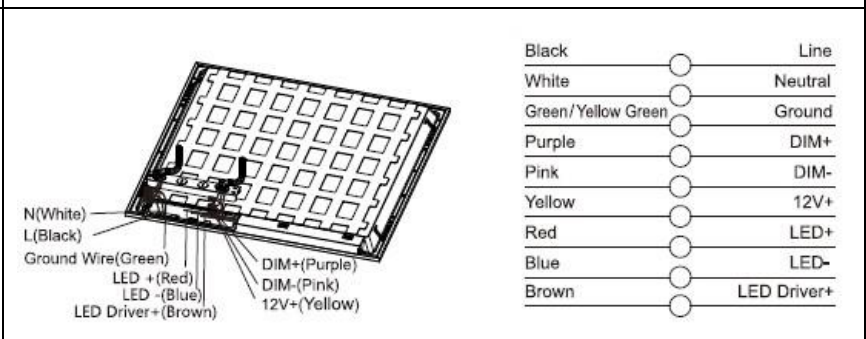 N(White)
L(Black)
Ground Wire(Green)
LED +(Red)
LED -(Blue)
LED Driver+(Brown)
DIM+(Purple)
DIM-(Pink)
12V+(Yellow)
Black Line
White Neutral
Green/Yellow Green Ground
Purple DIM+
Pink DIM-
Yellow 12V+
Red LED+
Blue LED-
Brown LED Driver+